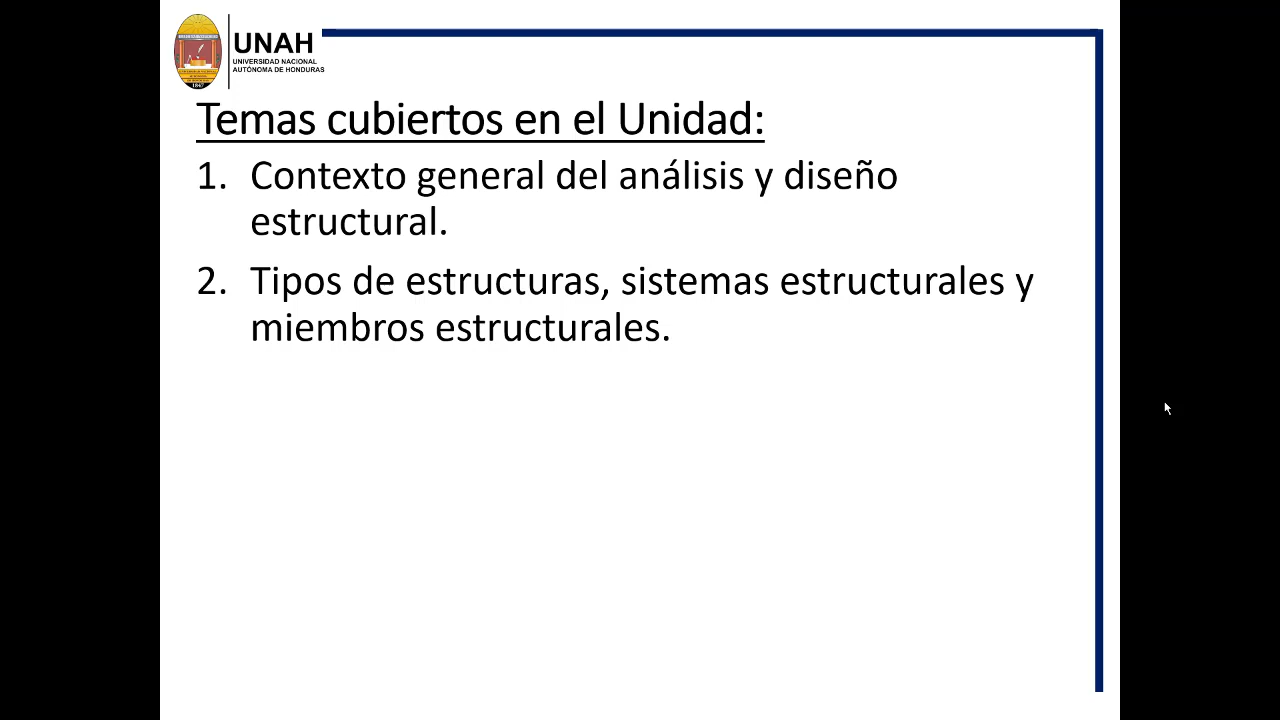 UNAH
UNIVERSIDAD NACIONAL
AUTÓNOMA DE HONDURAS
Temas cubiertos en el Unidad:
1. Contexto general del análisis y diseño
estructural.
2. Tipos de estructuras, sistemas estructurales y
miembros estructurales.